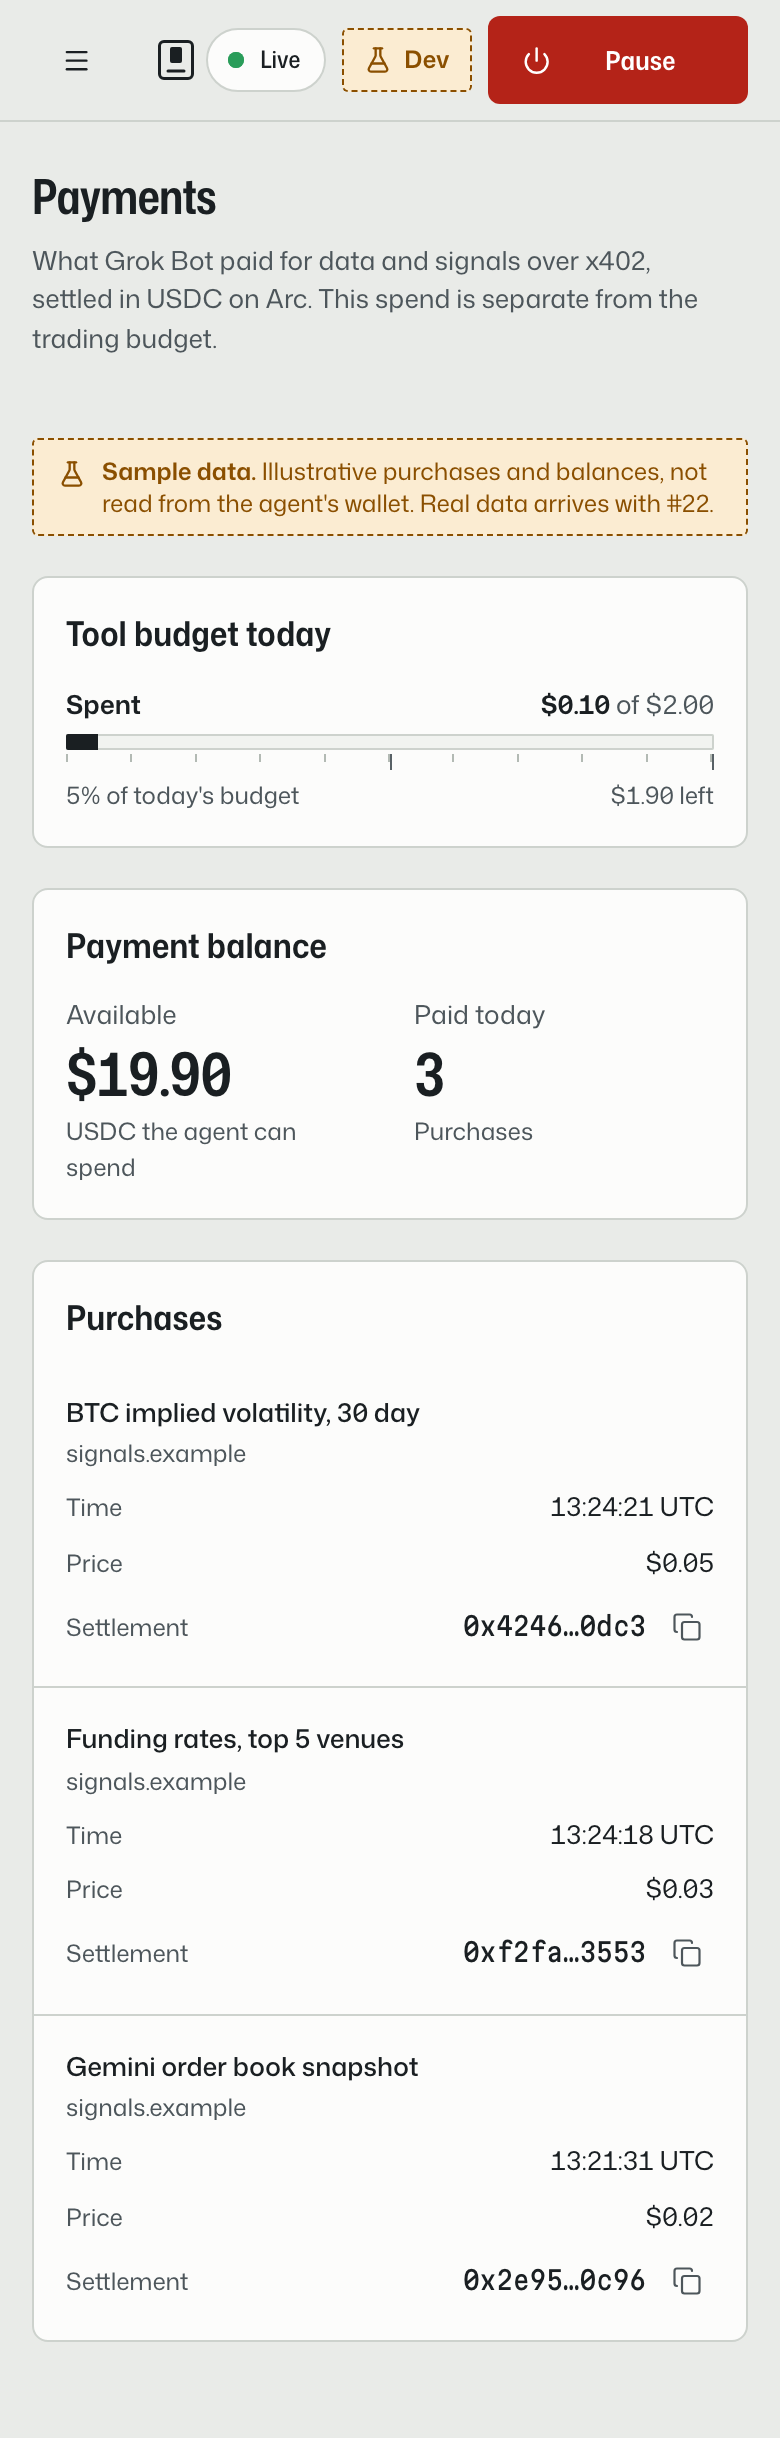 Live
Dev
Pause
Payments
What Grok Bot paid for data and signals over x402,
settled in USDC on Arc. This spend is separate from the
trading budget.
Sample data. Illustrative purchases and balances, not
read from the agent's wallet. Real data arrives with #22.
Tool budget today
Spent $0.10 of $2.00
5% of today's budget $1.90 left
Payment balance
Available Paid today
$19.90 3
USDC the agent can Purchases
spend
Purchases
BTC implied volatility, 30 day
signals.example
Time 13:24:21 UTC
Price $0.05
Settlement 0x4246…0dc3
Funding rates, top 5 venues
signals.example
Time 13:24:18 UTC
Price $0.03
Settlement 0xf2fa…3553
Gemini order book snapshot
signals.example
Time 13:21:31 UTC
Price $0.02
Settlement 0x2e95…0c96